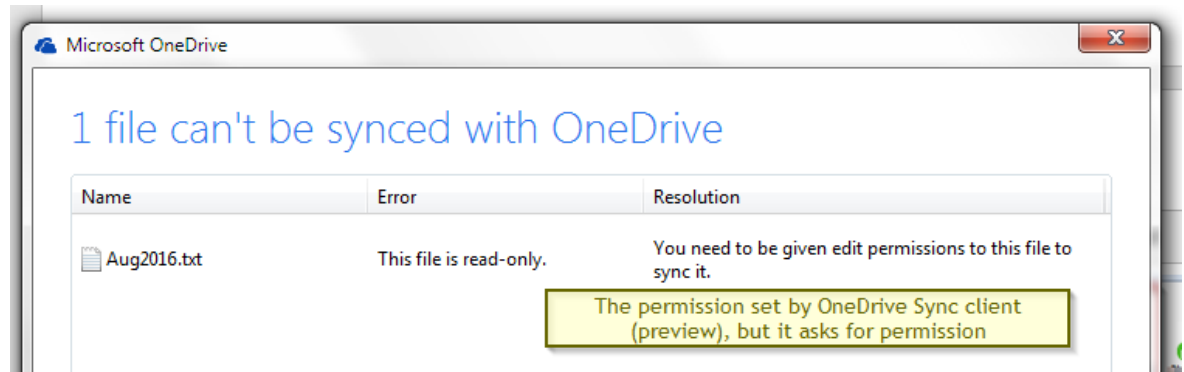 Microsoft OneDrive
1 file can't be synced with OneDrive
Name Error Resolution
Aug2016.txt This file is read-only. You need to be given edit permissions to this file to
sync it.
The permission set by OneDrive Sync client
(preview), but it asks for permission